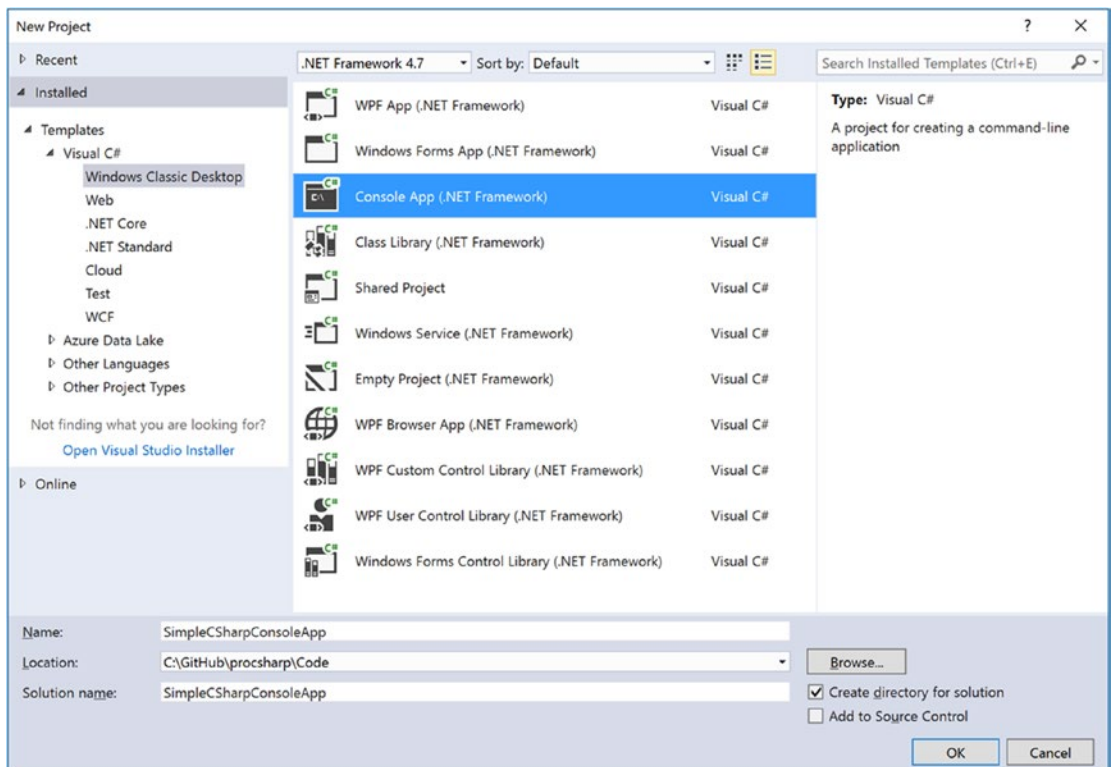 New Project
?
Recent
.NET Framework 4.7
Sort by: Default
Search Installed Templates (Ctrl+E)
Installed
Templates
Visual C#
Windows Classic Desktop
Web
.NET Core
.NET Standard
Cloud
Test
WCF
Azure Data Lake
Other Languages
Other Project Types
Not finding what you are looking for?
Open Visual Studio Installer
Online
WPF App (.NET Framework) Visual C#
Windows Forms App (.NET Framework) Visual C#
Console App (.NET Framework) Visual C#
Class Library (.NET Framework) Visual C#
Shared Project Visual C#
Windows Service (.NET Framework) Visual C#
Empty Project (.NET Framework) Visual C#
WPF Browser App (.NET Framework) Visual C#
WPF Custom Control Library (.NET Framework) Visual C#
WPF User Control Library (.NET Framework) Visual C#
Windows Forms Control Library (.NET Framework) Visual C#
Type: Visual C#
A project for creating a command-line
application
Name: SimpleCSharpConsoleApp
Location: C:\GitHub\procsharp\Code
Browse...
Solution name: SimpleCSharpConsoleApp
Create directory for solution
Add to Source Control
OK
Cancel